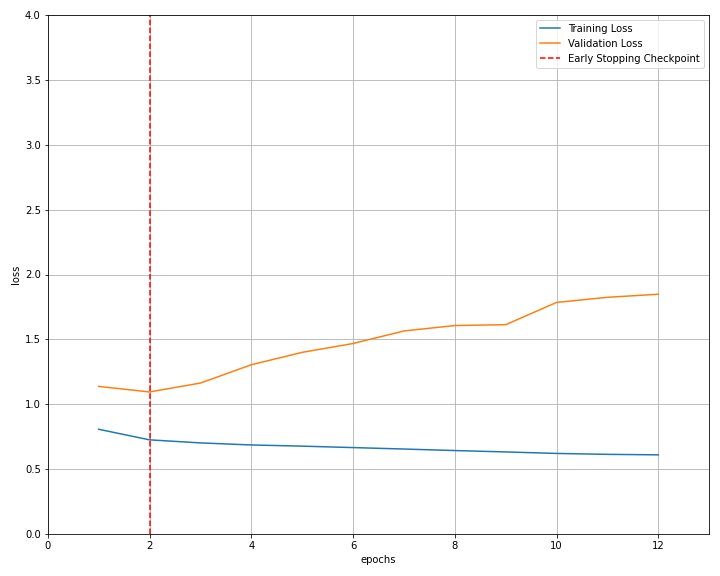 Training Loss
Validation Loss
Early Stopping Checkpoint
4.0
3.5
3.0
2.5
2.0
1.5
1.0
0.5
0.0
loss
0 2 4 6 8 10 12
epochs